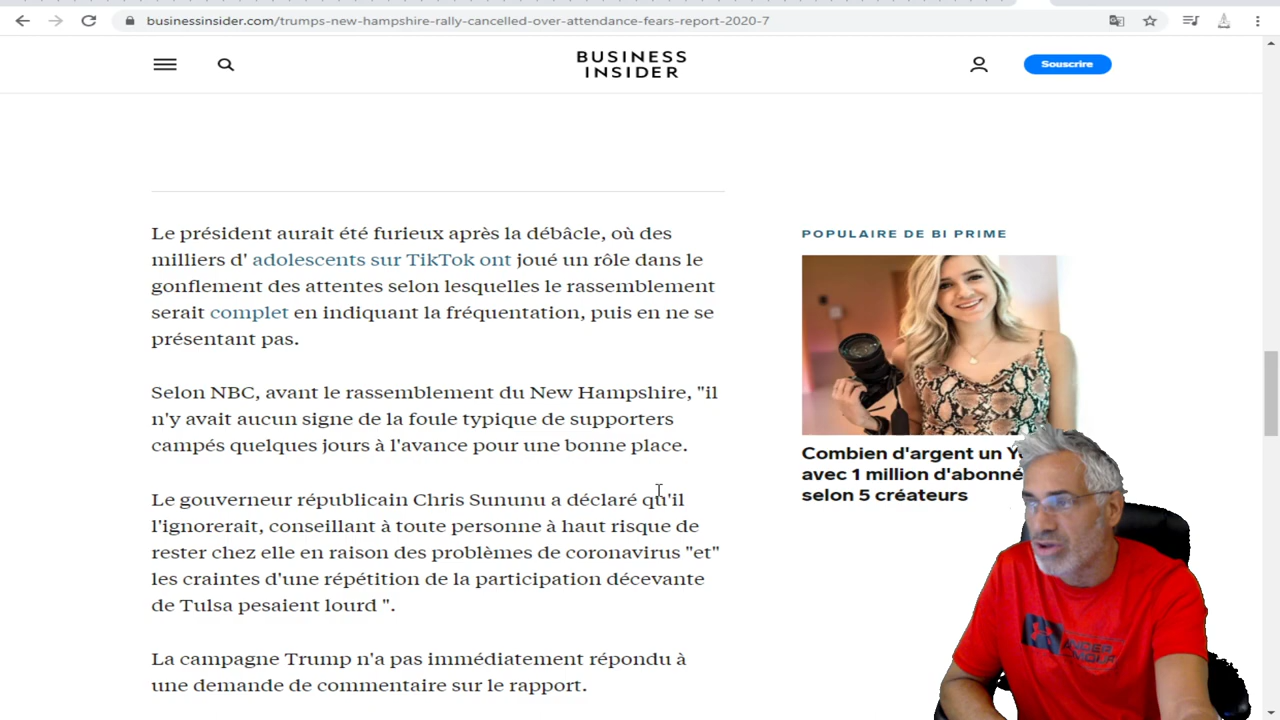 businessinsider.com/trumps-new-hampshire-rally-cancelled-over-attendance-fears-report-2020-7
BUSINESS
INSIDER
Souscrire
Le président aurait été furieux après la débâcle, où des
milliers d' adolescents sur TikTok ont joué un rôle dans le
gonflement des attentes selon lesquelles le rassemblement
serait complet en indiquant la fréquentation, puis en ne se
présentant pas.
Selon NBC, avant le rassemblement du New Hampshire, "il
n'y avait aucun signe de la foule typique de supporters
campés quelques jours à l'avance pour une bonne place.
Le gouverneur républicain Chris Sununu a déclaré qu'il
l'ignorerait, conseillant à toute personne à haut risque de
rester chez elle en raison des problèmes de coronavirus "et"
les craintes d'une répétition de la participation décevante
de Tulsa pesaient lourd ".
La campagne Trump n'a pas immédiatement répondu à
une demande de commentaire sur le rapport.
POPULAIRE DE BI PRIME
Combien d'argent un
avec 1 million d'abonné
selon 5 créateurs